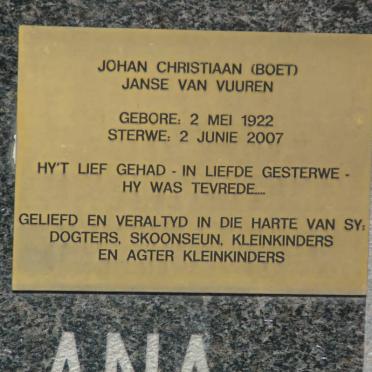 JOHAN CHRISTIAAN (BOET)
JANSE VAN VUUREN
GEBORE: 2 MEI 1922
STERWE: 2 JUNIE 2007
HY'T LIEF GEHAD - IN LIEFDE GESTERWE -
HY WAS TEVREDE....
GELIEFD EN VERALTYD IN DIE HARTE VAN SY:
DOGTERS, SKOONSEUN, KLEINKINDERS
EN AGTER KLEINKINDERS
ANA